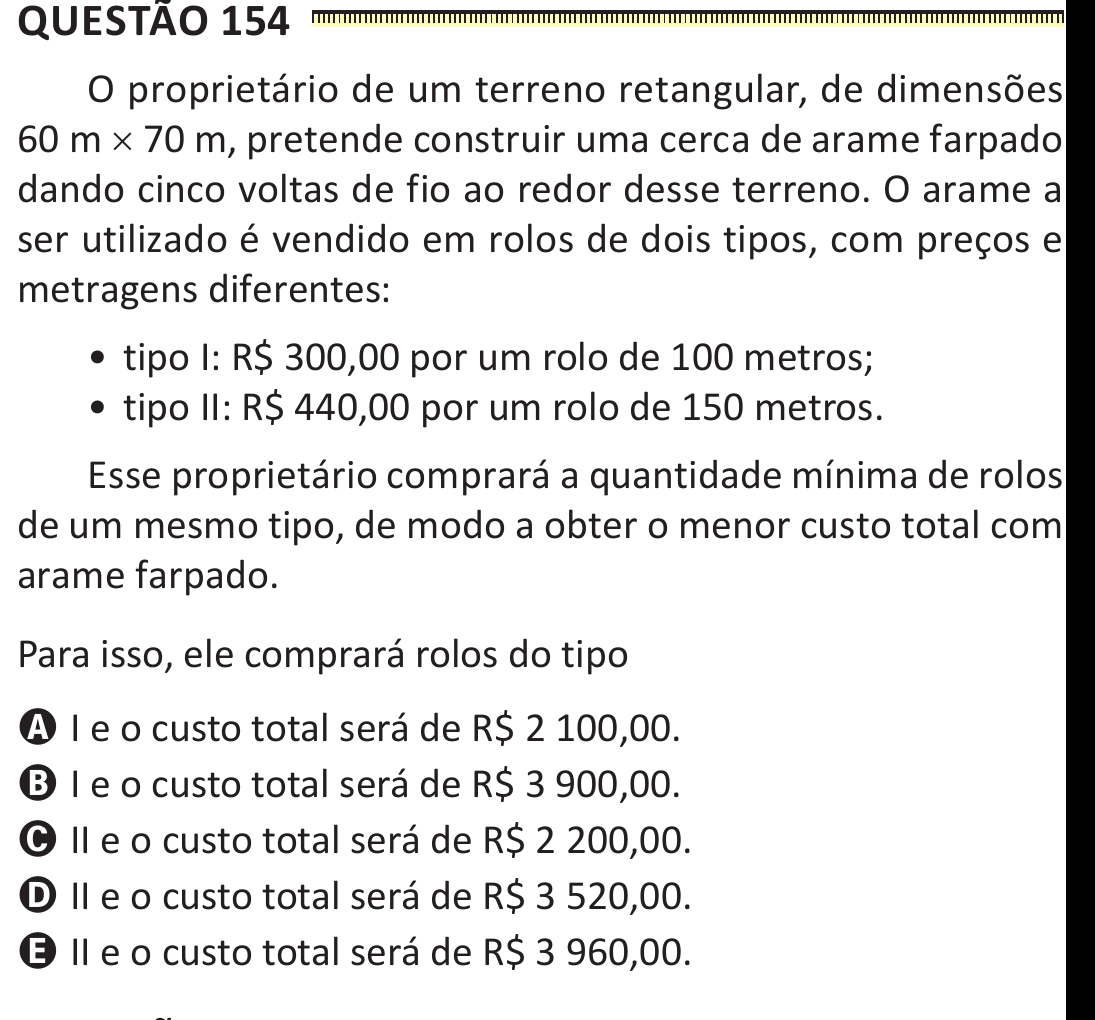 QUESTÃO 154
O proprietário de um terreno retangular, de dimensões
60 m × 70 m, pretende construir uma cerca de arame farpado
dando cinco voltas de fio ao redor desse terreno. O arame a
ser utilizado é vendido em rolos de dois tipos, com preços e
metragens diferentes:
• tipo I: R$ 300,00 por um rolo de 100 metros;
• tipo II: R$ 440,00 por um rolo de 150 metros.
Esse proprietário comprará a quantidade mínima de rolos
de um mesmo tipo, de modo a obter o menor custo total com
arame farpado.
Para isso, ele comprará rolos do tipo
A I e o custo total será de R$ 2 100,00.
B I e o custo total será de R$ 3 900,00.
C II e o custo total será de R$ 2 200,00.
D II e o custo total será de R$ 3 520,00.
E II e o custo total será de R$ 3 960,00.